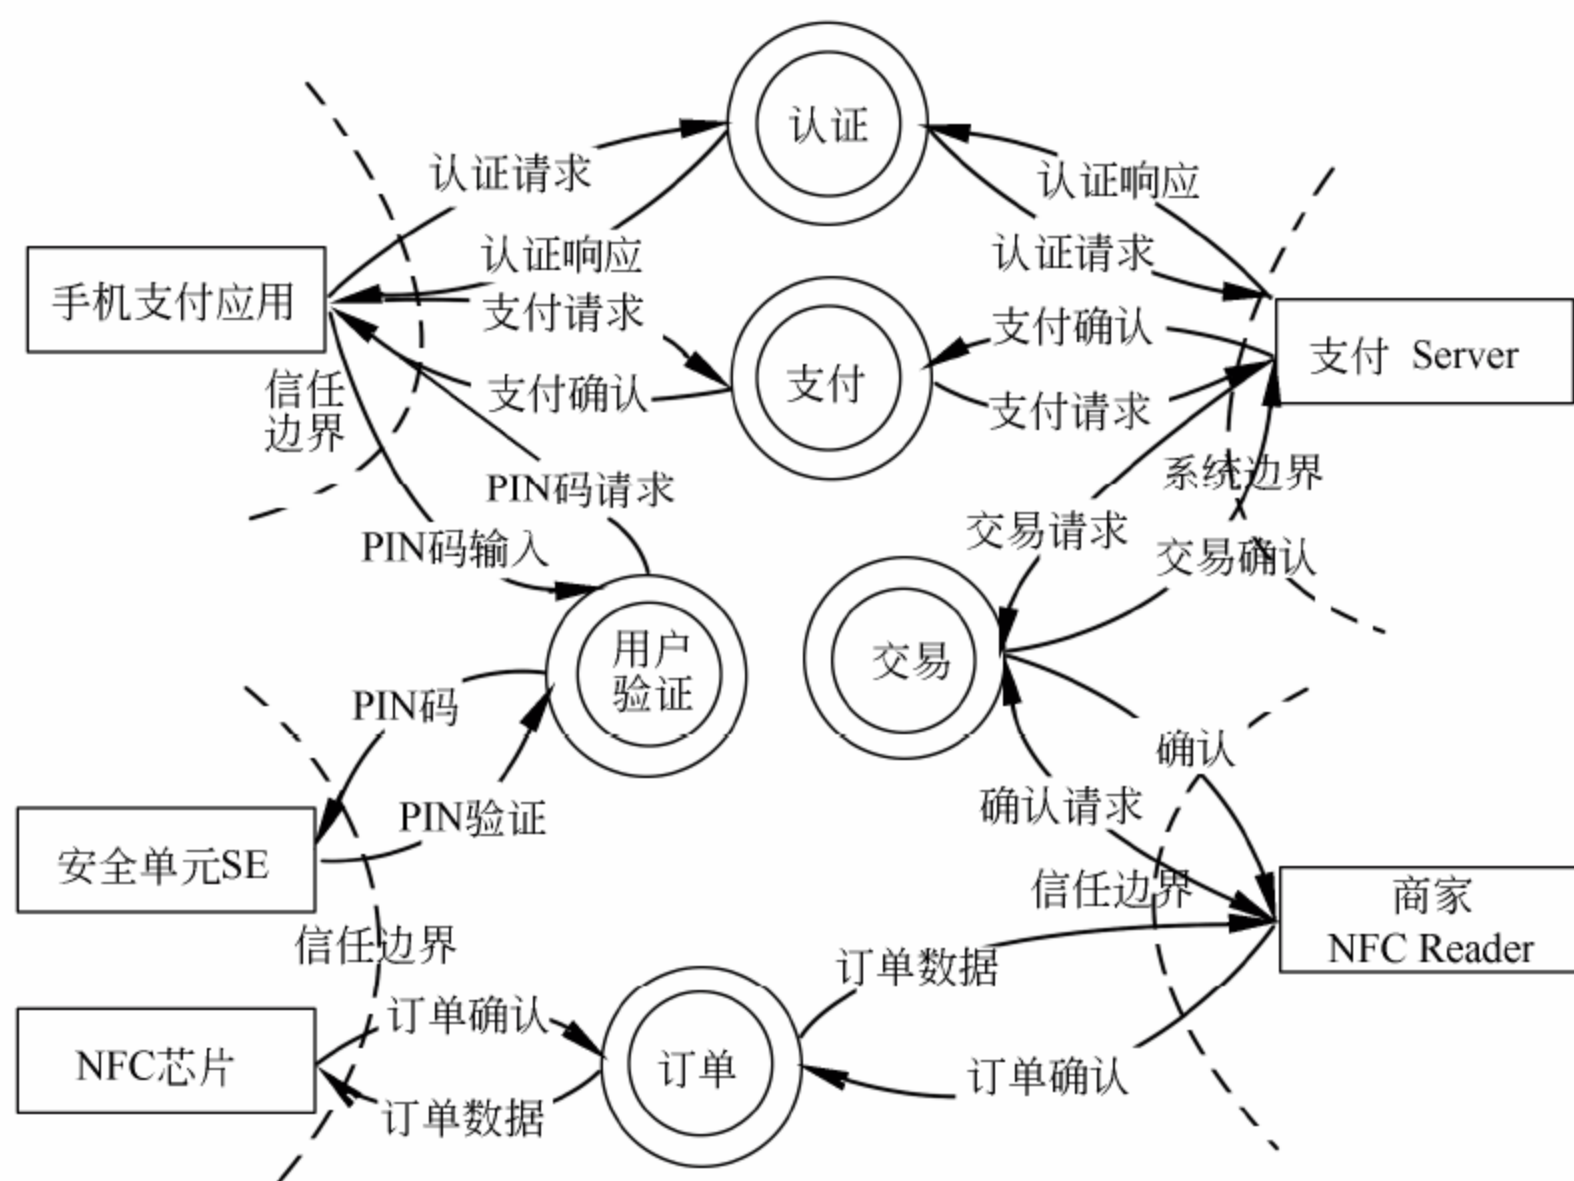 认证
认证请求
认证响应
认证响应
认证请求
手机支付应用
支付请求
支付确认
支付
支付确认
支付请求
支付 Server
信任
边界
PIN码请求
PIN码输入
系统边界
交易请求
交易确认
用户
验证
交易
PIN码
PIN验证
确认
确认请求
安全单元SE
信任边界
信任边界
商家
NFC Reader
订单数据
订单确认
NFC芯片
订单
订单确认
订单数据